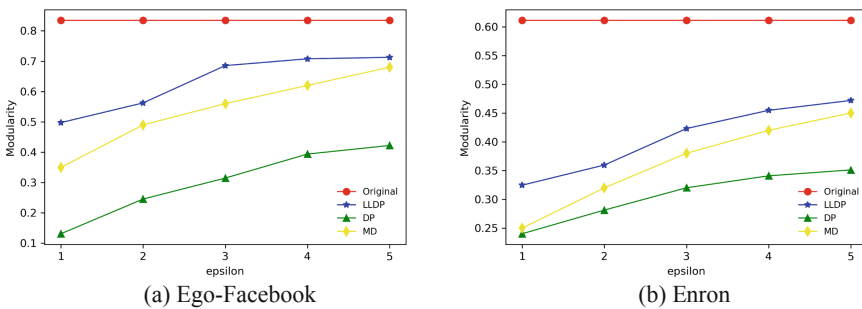 0.8
0.7
0.6
0.5
0.4
0.3
0.2
0.1
Modularity
1 2 3 4 5
epsilon
Original
LLDP
DP
MD
(a) Ego-Facebook
0.60
0.55
0.50
0.45
0.40
0.35
0.30
0.25
Modularity
1 2 3 4 5
epsilon
Original
LLDP
DP
MD
(b) Enron